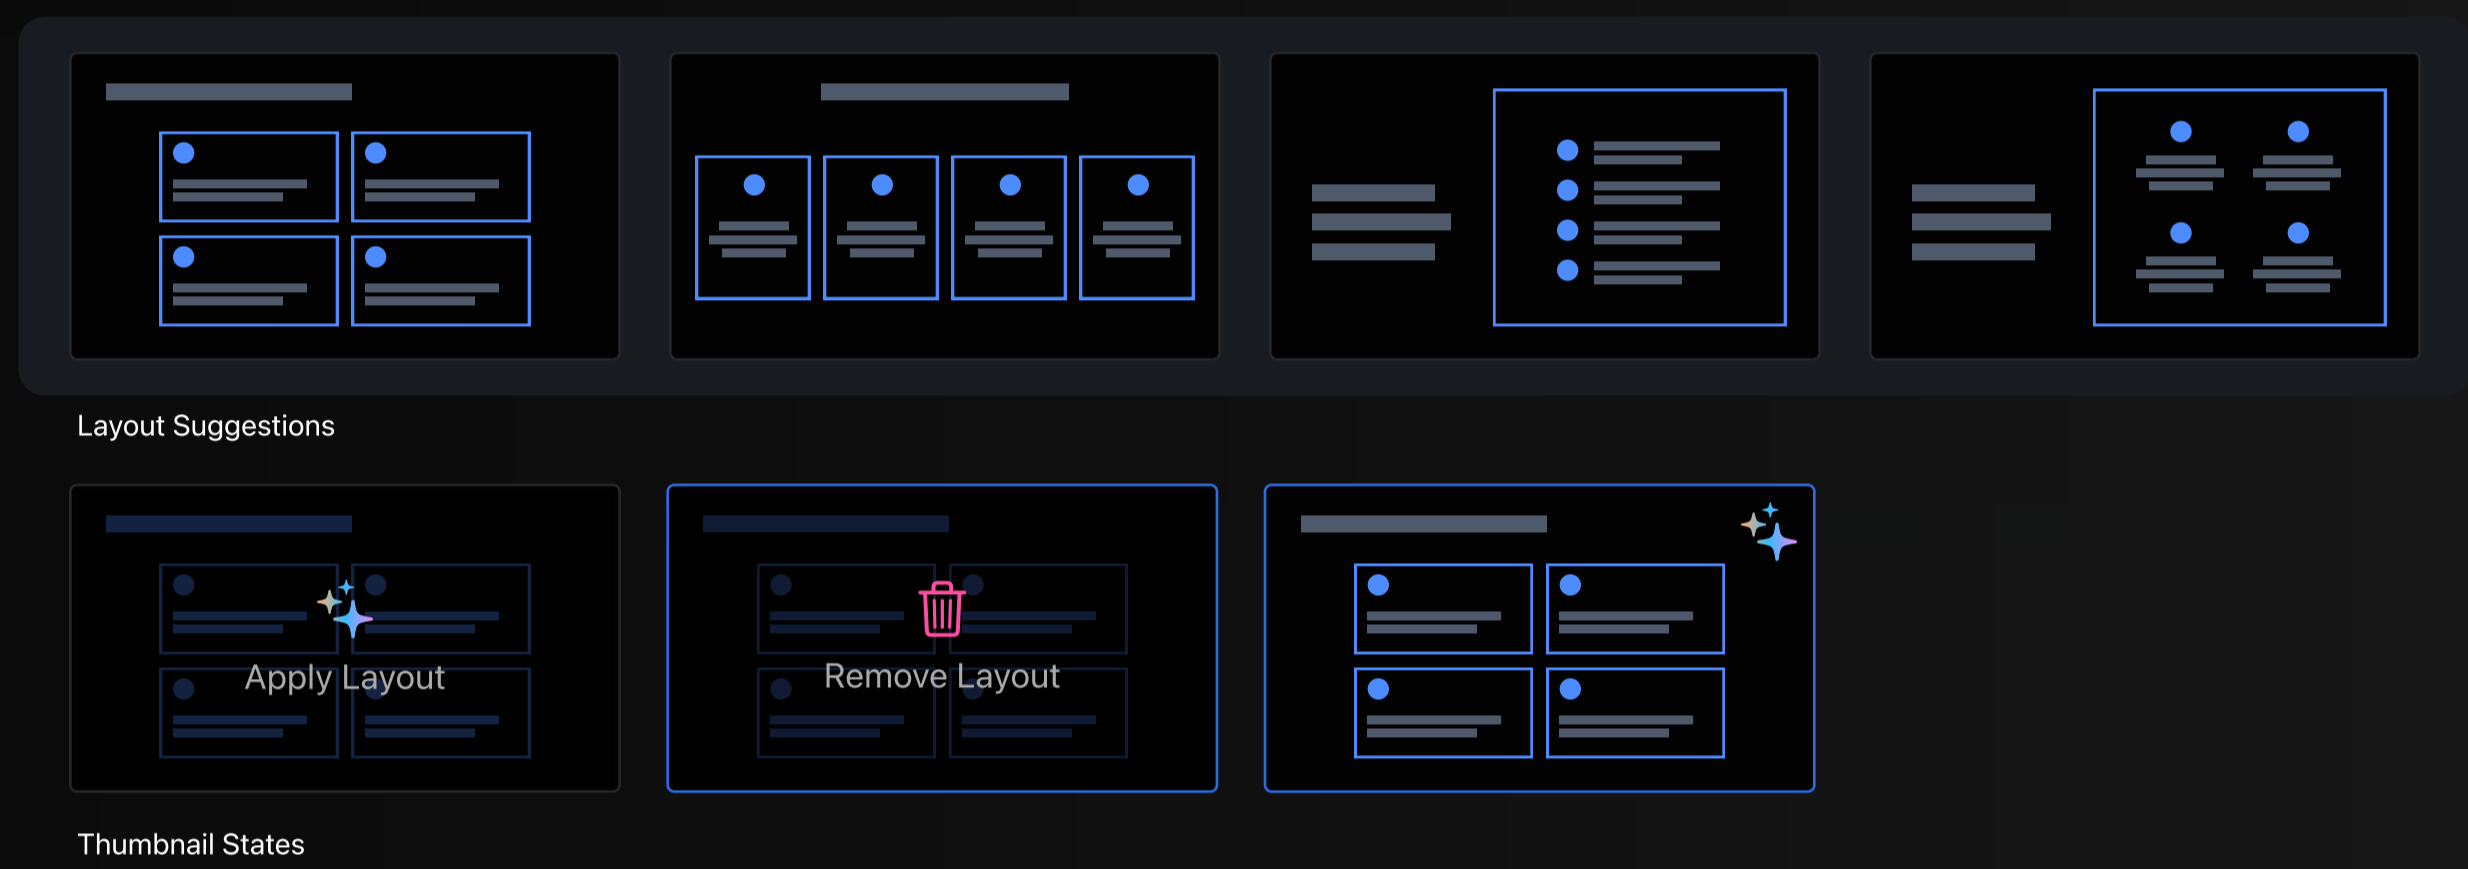 Layout Suggestions
Apply Layout
Remove Layout
Thumbnail States